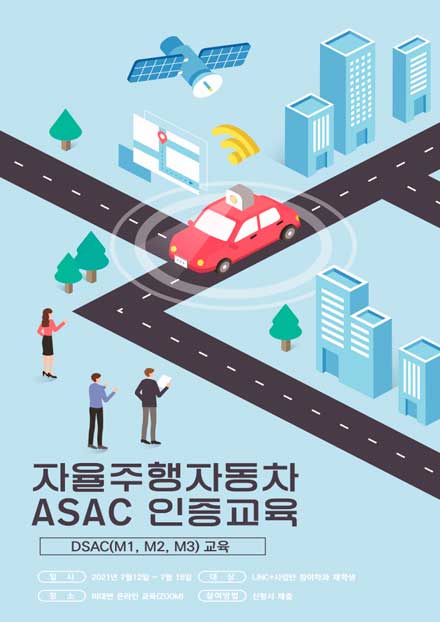 자율주행자동차
ASAC 인증교육
DSAC(M1, M2, M3) 교육
일 시 2021년 7월12일 ~ 7월 15일 대 상 LINC+사업단 참여학과 재학생
장 소 비대면 온라인 교육(ZOOM) 참여방법 신청서 제출